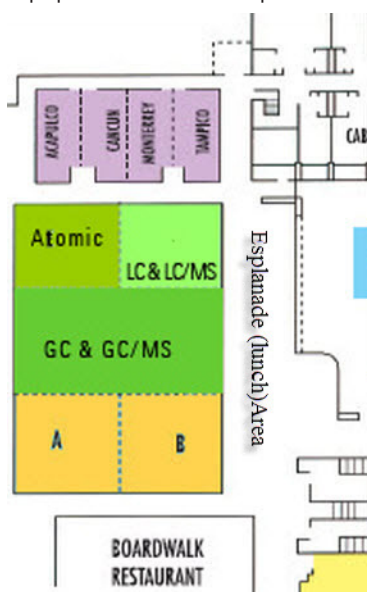 ACAPULCO
CANCUN
MONTERREY
TAMPICO
CAB
Atomic
LC & LC/MS
Esplanade (lunch)Area
GC & GC/MS
A
B
BOARDWALK
RESTAURANT